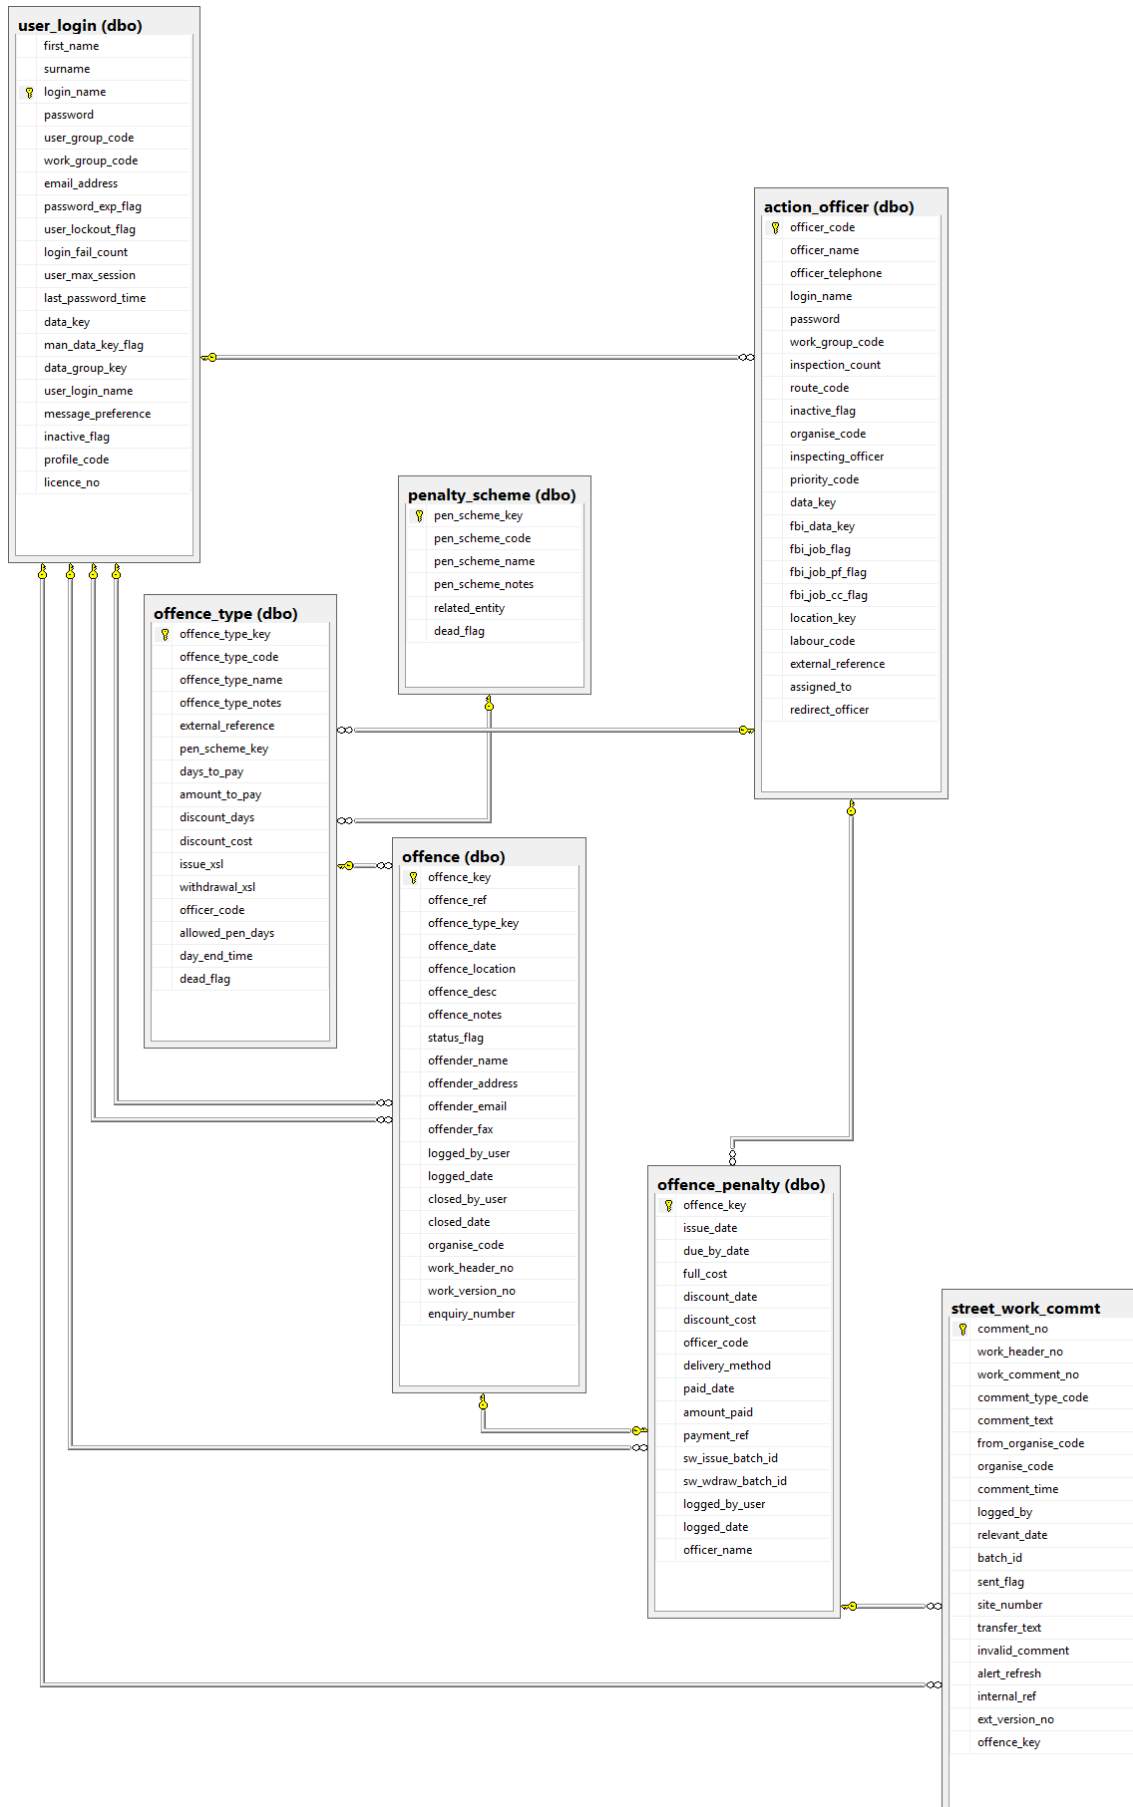 user_login (dbo)
first_name
surname
login_name
password
user_group_code
work_group_code
email_address
password_exp_flag
user_lockout_flag
login_fail_count
user_max_session
last_password_time
data_key
man_data_key_flag
data_group_key
user_login_name
message_preference
inactive_flag
profile_code
licence_no
action_officer (dbo)
officer_code
officer_name
officer_telephone
login_name
password
work_group_code
inspection_count
route_code
inactive_flag
organise_code
inspecting_officer
priority_code
data_key
fbi_data_key
fbi_job_flag
fbi_job_pf_flag
fbi_job_cc_flag
location_key
labour_code
external_reference
assigned_to
redirect_officer
penalty_scheme (dbo)
pen_scheme_key
pen_scheme_code
pen_scheme_name
pen_scheme_notes
related_entity
dead_flag
offence_type (dbo)
offence_type_key
offence_type_code
offence_type_name
offence_type_notes
external_reference
pen_scheme_key
days_to_pay
amount_to_pay
discount_days
discount_cost
issue_xsl
withdrawal_xsl
officer_code
allowed_pen_days
day_end_time
dead_flag
offence (dbo)
offence_key
offence_ref
offence_type_key
offence_date
offence_location
offence_desc
offence_notes
status_flag
offender_name
offender_address
offender_email
offender_fax
logged_by_user
logged_date
closed_by_user
closed_date
organise_code
work_header_no
work_version_no
enquiry_number
offence_penalty (dbo)
offence_key
issue_date
due_by_date
full_cost
discount_date
discount_cost
officer_code
delivery_method
paid_date
amount_paid
payment_ref
sw_issue_batch_id
sw_wdraw_batch_id
logged_by_user
logged_date
officer_name
street_work_commt
comment_no
work_header_no
work_comment_no
comment_type_code
comment_text
from_organise_code
organise_code
comment_time
logged_by
relevant_date
batch_id
sent_flag
site_number
transfer_text
invalid_comment
alert_refresh
internal_ref
ext_version_no
offence_key